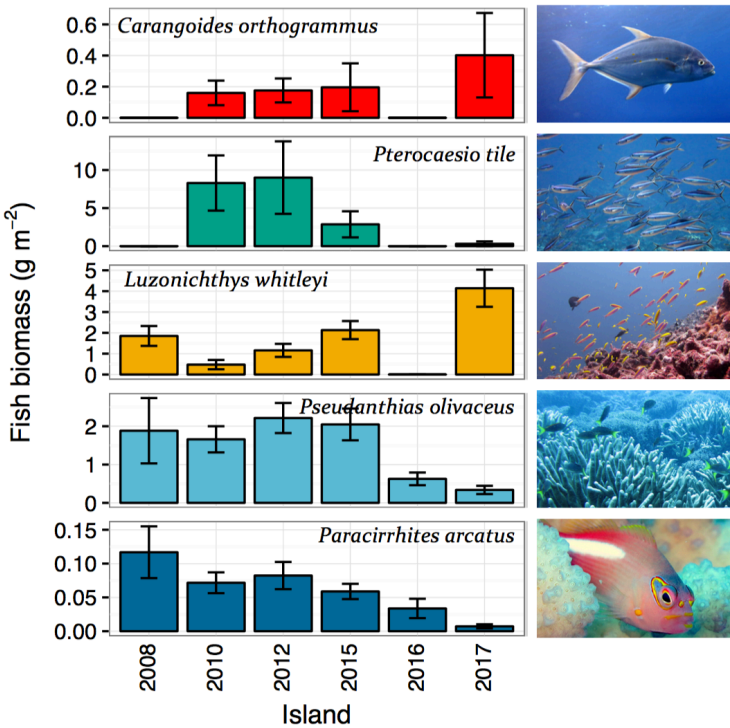 Fish biomass (g m⁻²)
Carangoides orthogrammus
0.6
0.4
0.2
0.0
Pterocaesio tile
10
5
0
Luzonichthys whitleyi
5
4
3
2
1
0
Pseudanthias olivaceus
2
1
0
Paracirrhites arcatus
0.15
0.10
0.05
0.00
2008 2010 2012 2015 2016 2017
Island